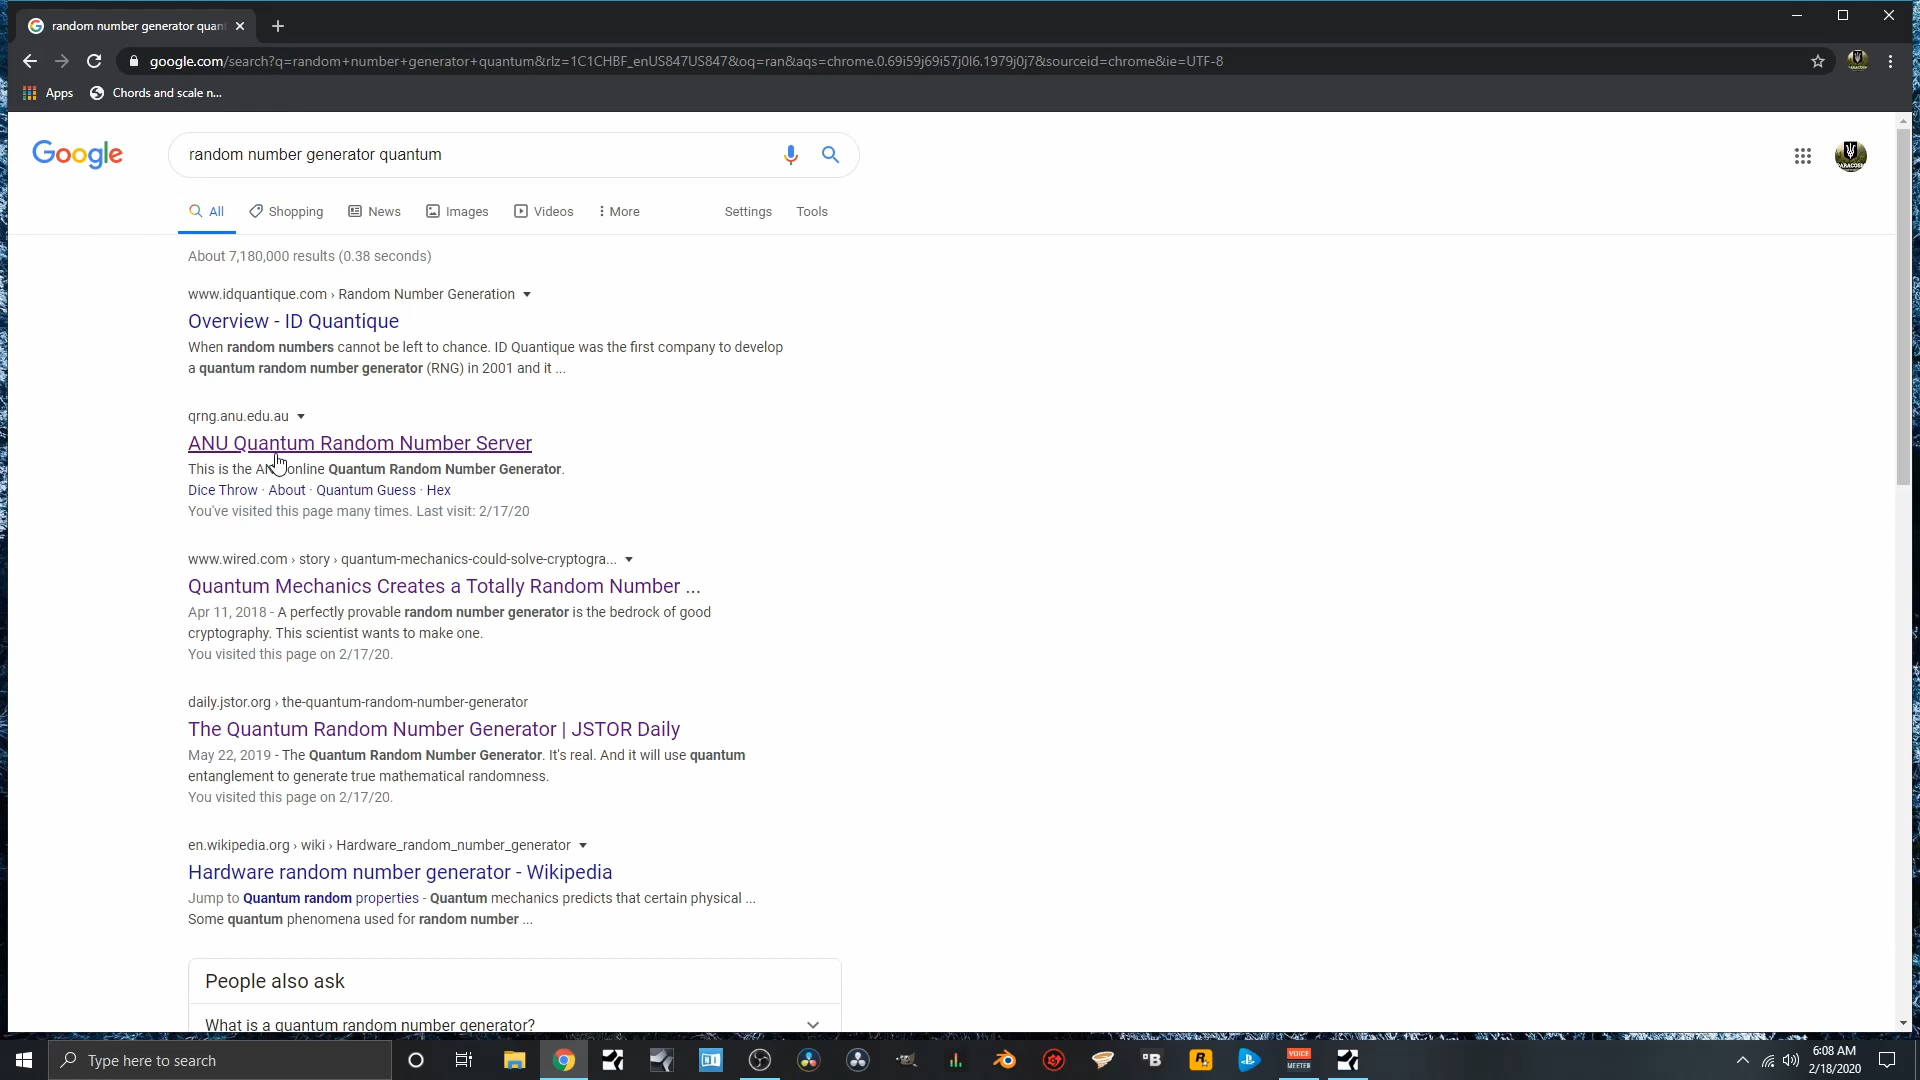 random number generator quan
google.com/search?q=random+number+generator+quantum&rlz=1C1CHBF_enUS847US847&oq=ran&aqs=chrome.0.69i59j69i57j0l6.1979j0j7&sourceid=chrome&ie=UTF-8
Apps Chords and scale n...
Google random number generator quantum
PARACOSM
All Shopping News Images Videos More Settings Tools
About 7,180,000 results (0.38 seconds)
www.idquantique.com › Random Number Generation
Overview - ID Quantique
When random numbers cannot be left to chance. ID Quantique was the first company to develop
a quantum random number generator (RNG) in 2001 and it ...
qrng.anu.edu.au
ANU Quantum Random Number Server
This is the online Quantum Random Number Generator.
Dice Throw · About · Quantum Guess · Hex
You've visited this page many times. Last visit: 2/17/20
www.wired.com › story › quantum-mechanics-could-solve-cryptogra...
Quantum Mechanics Creates a Totally Random Number ...
Apr 11, 2018 - A perfectly provable random number generator is the bedrock of good
cryptography. This scientist wants to make one.
You visited this page on 2/17/20.
daily.jstor.org › the-quantum-random-number-generator
The Quantum Random Number Generator | JSTOR Daily
May 22, 2019 - The Quantum Random Number Generator. It's real. And it will use quantum
entanglement to generate true mathematical randomness.
You visited this page on 2/17/20.
en.wikipedia.org › wiki › Hardware_random_number_generator
Hardware random number generator - Wikipedia
Jump to Quantum random properties - Quantum mechanics predicts that certain physical ...
Some quantum phenomena used for random number ...
People also ask
What is a quantum random number generator?
Type here to search
VOICE
MEETER
6:08 AM
2/18/2020